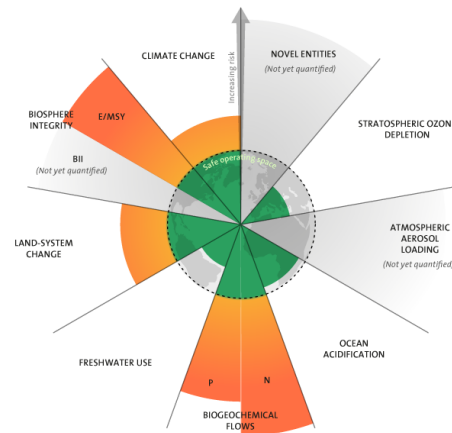 CLIMATE CHANGE
Increasing risk
NOVEL ENTITIES
(Not yet quantified)
STRATOSPHERIC OZON
DEPLETION
ATMOSPHERIC
AEROSOL
LOADING
(Not yet quantified)
OCEAN
ACIDIFICATION
N
P
BIOGEOCHEMICAL
FLOWS
FRESHWATER USE
LAND-SYSTEM
CHANGE
BIOSPHERE
INTEGRITY
E/MSY
BII
(Not yet quantified)
Safe operating space